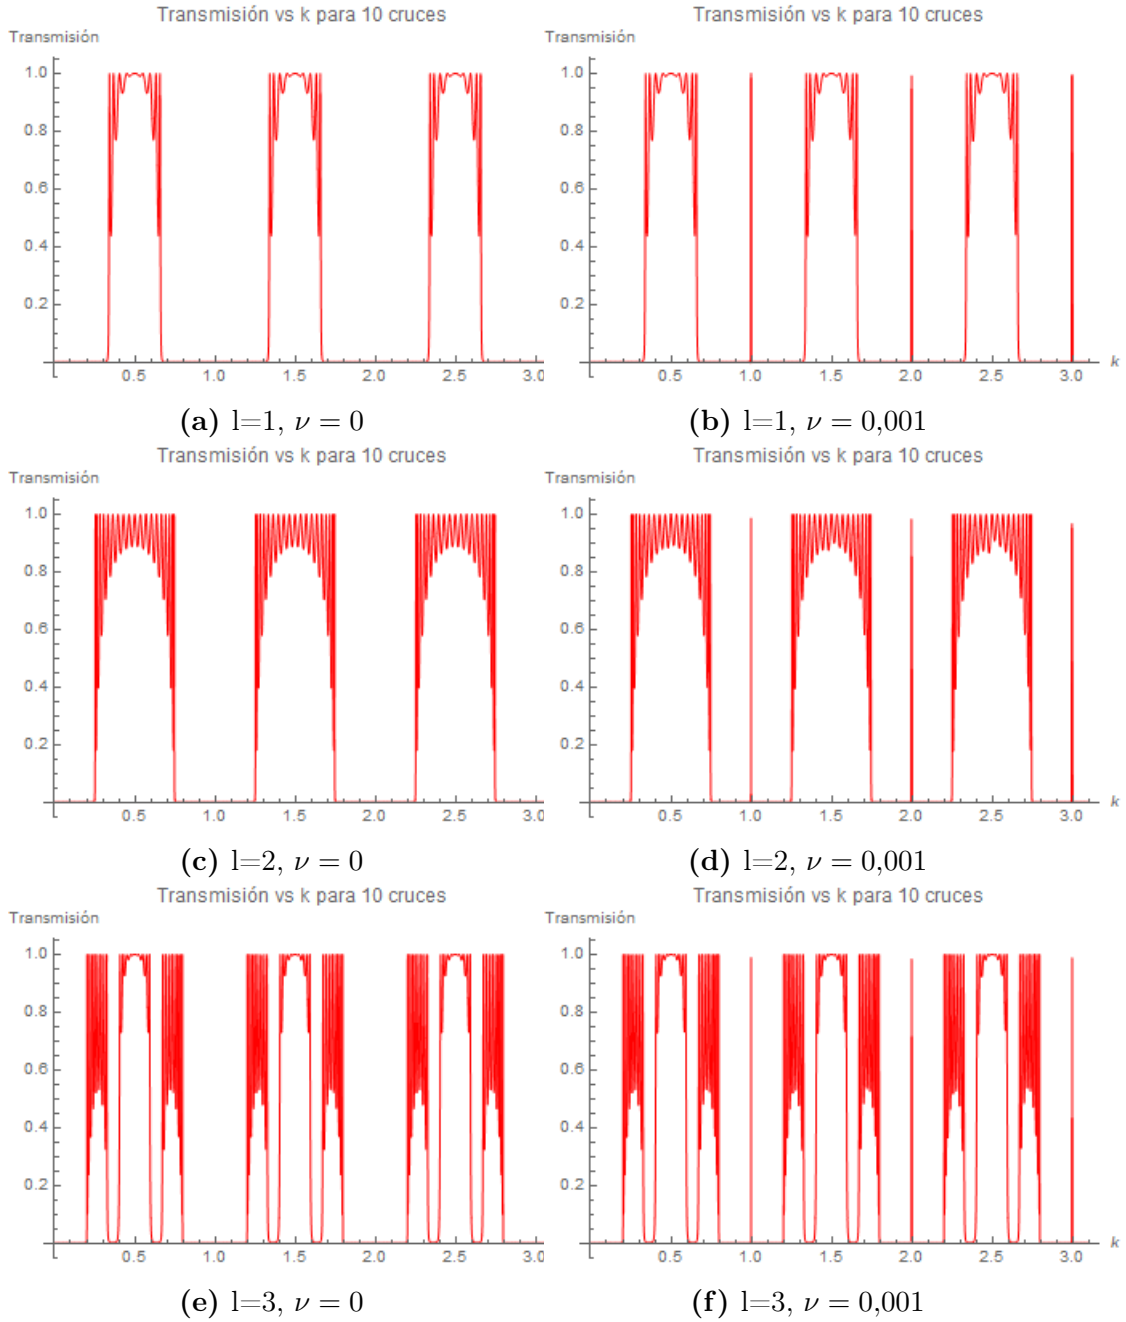 Transmisión vs k para 10 cruces
Transmisión
1.0
0.8
0.6
0.4
0.2
0.5 1.0 1.5 2.0 2.5 3.0
(a) l=1, ν = 0
Transmisión vs k para 10 cruces
Transmisión
1.0
0.8
0.6
0.4
0.2
0.5 1.0 1.5 2.0 2.5 3.0 k
(b) l=1, ν = 0,001
Transmisión vs k para 10 cruces
Transmisión
1.0
0.8
0.6
0.4
0.2
0.5 1.0 1.5 2.0 2.5 3.0
(c) l=2, ν = 0
Transmisión vs k para 10 cruces
Transmisión
1.0
0.8
0.6
0.4
0.2
0.5 1.0 1.5 2.0 2.5 3.0 k
(d) l=2, ν = 0,001
Transmisión vs k para 10 cruces
Transmisión
1.0
0.8
0.6
0.4
0.2
0.5 1.0 1.5 2.0 2.5 3.0
(e) l=3, ν = 0
Transmisión vs k para 10 cruces
Transmisión
1.0
0.8
0.6
0.4
0.2
0.5 1.0 1.5 2.0 2.5 3.0 k
(f) l=3, ν = 0,001